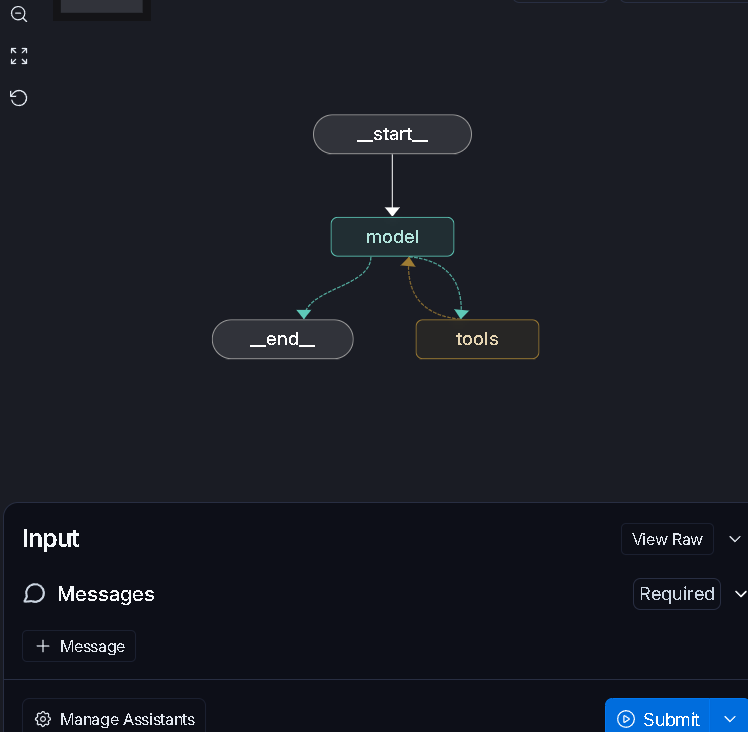 __start__
model
__end__
tools
Input
View Raw
Messages
Required
Message
Manage Assistants
Submit